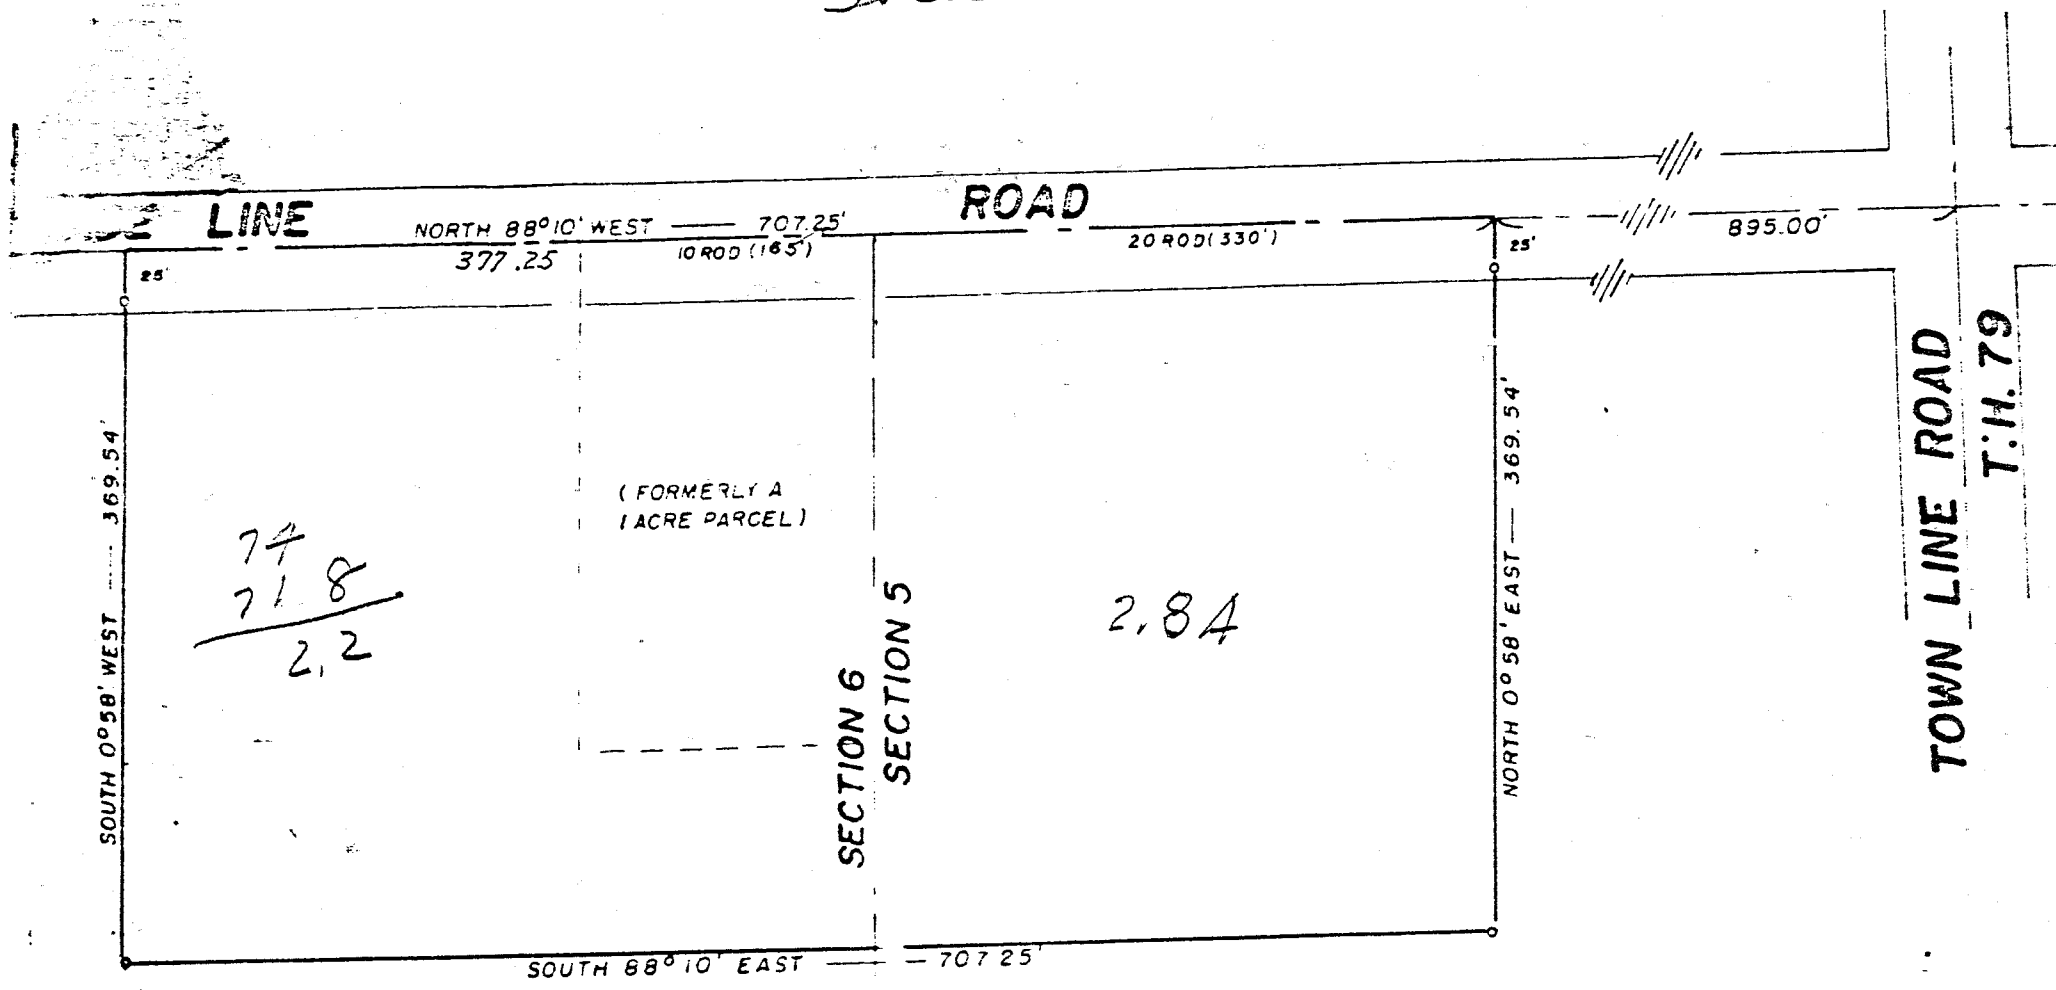 LINE ROAD
NORTH 88°10' WEST —— 707.25'
377.25
10 ROD (165')
20 ROD (330')
895.00'
25'
25'
SOUTH 0°58' WEST —— 369.54'
(FORMERLY A
1 ACRE PARCEL)
74
71 8
2.2
2.84
SECTION 6
SECTION 5
NORTH 0°58' EAST —— 369.54'
TOWN LINE ROAD
T.H. 79
SOUTH 88°10' EAST —— 707.25'